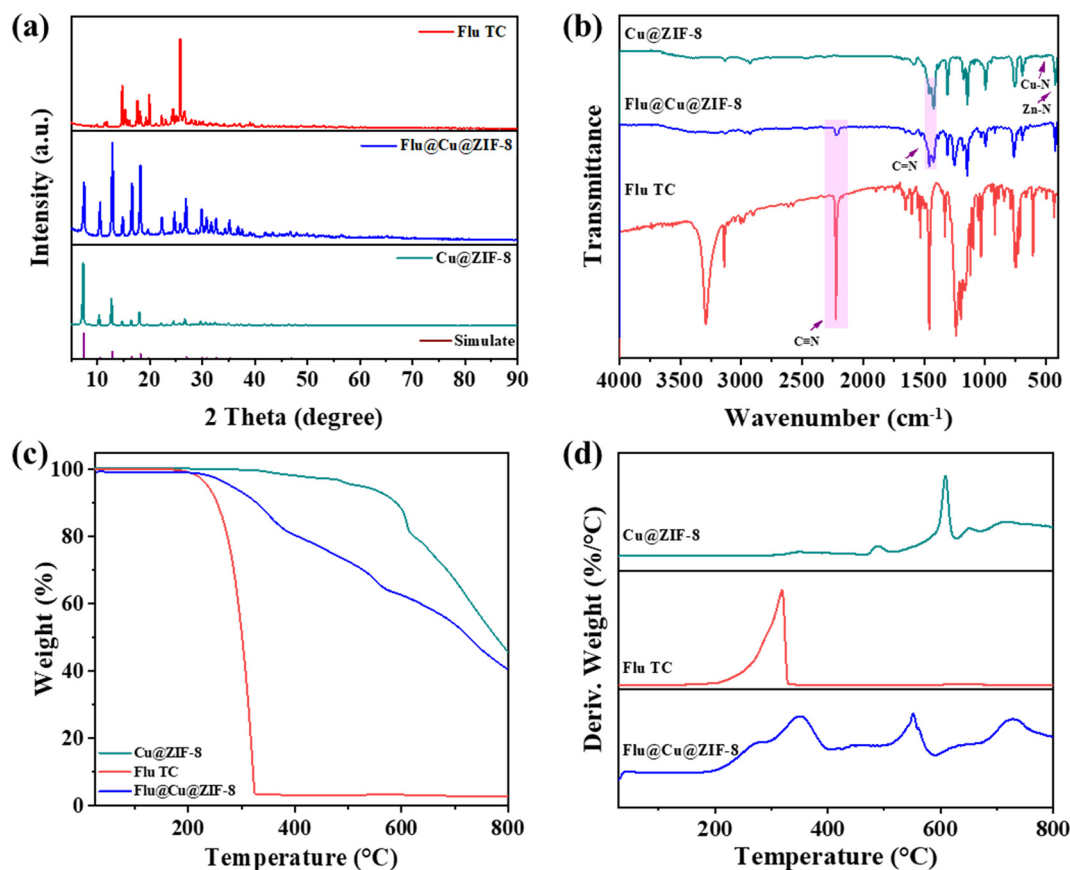 (a)
Flu TC
Flu@Cu@ZIF-8
Cu@ZIF-8
Simulate
Intensity (a.u.)
10 20 30 40 50 60 70 80 90
2 Theta (degree)
(b)
Cu@ZIF-8
Cu-N
Zn-N
Flu@Cu@ZIF-8
C=N
Flu TC
C≡N
Transmittance
4000 3500 3000 2500 2000 1500 1000 500
Wavenumber (cm⁻¹)
(c)
100
80
60
40
20
0
Weight (%)
Cu@ZIF-8
Flu TC
Flu@Cu@ZIF-8
200 400 600 800
Temperature (°C)
(d)
Cu@ZIF-8
Flu TC
Flu@Cu@ZIF-8
Deriv. Weight (%/°C)
200 400 600 800
Temperature (°C)